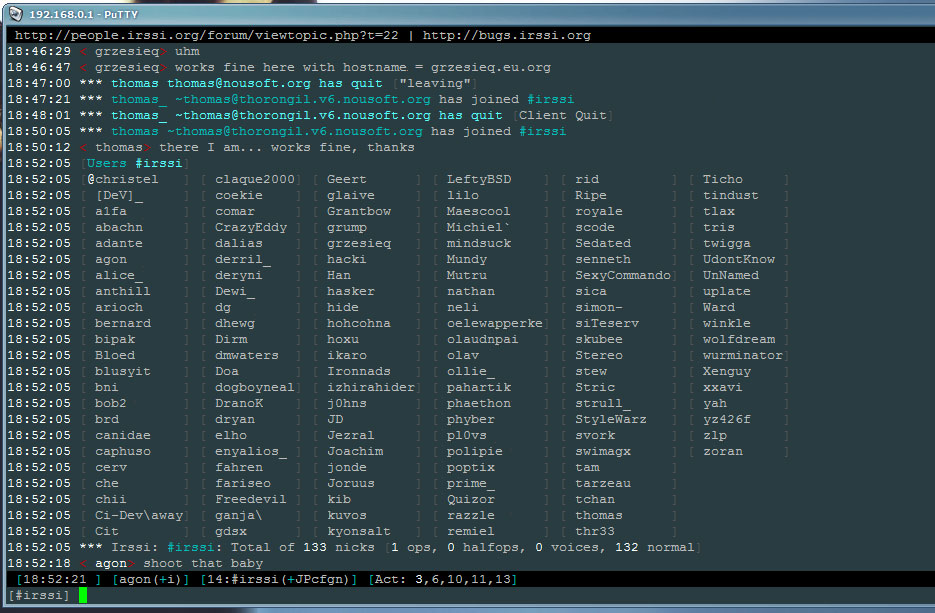 192.168.0.1 - PuTTY
http://people.irssi.org/forum/viewtopic.php?t=22 | http://bugs.irssi.org
18:46:29 < grzesieq> uhm
18:46:47 < grzesieq> works fine here with hostname = grzesieq.eu.org
18:47:00 *** thomas thomas@nousoft.org has quit ["leaving"]
18:47:21 *** thomas_ ~thomas@thorongil.v6.nousoft.org has joined #irssi
18:48:01 *** thomas_ ~thomas@thorongil.v6.nousoft.org has quit [Client Quit]
18:50:05 *** thomas ~thomas@thorongil.v6.nousoft.org has joined #irssi
18:50:12 < thomas> there I am... works fine, thanks
18:52:05 [Users #irssi]
18:52:05 [@christel ] [ claque2000] [ Geert ] [ LeftyBSD ] [ rid ] [ Ticho ]
18:52:05 [ [DeV]_ ] [ coekie ] [ glaive ] [ lilo ] [ Ripe ] [ tindust ]
18:52:05 [ a1fa ] [ comar ] [ Grantbow ] [ Maescool ] [ royale ] [ tlax ]
18:52:05 [ abachn ] [ CrazyEddy ] [ grump ] [ Michiel` ] [ scode ] [ tris ]
18:52:05 [ adante ] [ dalias ] [ grzesieq ] [ mindsuck ] [ Sedated ] [ twigga ]
18:52:05 [ agon ] [ derril_ ] [ hacki ] [ Mundy ] [ senneth ] [ UdontKnow ]
18:52:05 [ alice_ ] [ deryni ] [ Han ] [ Mutru ] [ SexyCommando] [ UnNamed ]
18:52:05 [ anthill ] [ Dewi_ ] [ hasker ] [ nathan ] [ sica ] [ uplate ]
18:52:05 [ arioch ] [ dg ] [ hide ] [ neli ] [ simon- ] [ Ward ]
18:52:05 [ bernard ] [ dhewg ] [ hohcohna ] [ oelewapperke] [ siTeserv ] [ winkle ]
18:52:05 [ bipak ] [ Dirm ] [ hoxu ] [ olaudnpai ] [ skubee ] [ wolfdream ]
18:52:05 [ Bloed ] [ dmwaters ] [ ikaro ] [ olav ] [ Stereo ] [ wurminator]
18:52:05 [ blusyit ] [ Doa ] [ Ironnads ] [ ollie_ ] [ stew ] [ Xenguy ]
18:52:05 [ bni ] [ dogboyneal] [ izhirahider] [ pahartik ] [ Stric ] [ xxavi ]
18:52:05 [ bob2 ] [ DranoK ] [ j0hns ] [ phaethon ] [ strull_ ] [ yah ]
18:52:05 [ brd ] [ dryan ] [ JD ] [ phyber ] [ StyleWarz ] [ yz426f ]
18:52:05 [ canidae ] [ elho ] [ Jezral ] [ pl0vs ] [ svork ] [ zlp ]
18:52:05 [ caphuso ] [ enyalios_ ] [ Joachim ] [ polipie ] [ swimagx ] [ zoran ]
18:52:05 [ cerv ] [ fahren ] [ jonde ] [ poptix ] [ tam ]
18:52:05 [ che ] [ fariseo ] [ Joruus ] [ prime_ ] [ tarzeau ]
18:52:05 [ chii ] [ Freedevil ] [ kib ] [ Quizor ] [ tchan ]
18:52:05 [ Ci-Dev\away] [ ganja\ ] [ kuvos ] [ razzle ] [ thomas ]
18:52:05 [ Cit ] [ gdsx ] [ kyonsalt ] [ remiel ] [ thr33 ]
18:52:05 *** Irssi: #irssi: Total of 133 nicks [1 ops, 0 halfops, 0 voices, 132 normal]
18:52:18 < agon> shoot that baby
[18:52:21 ] [agon(+i)] [14:#irssi(+JPcfgn)] [Act: 3,6,10,11,13]
[#irssi]